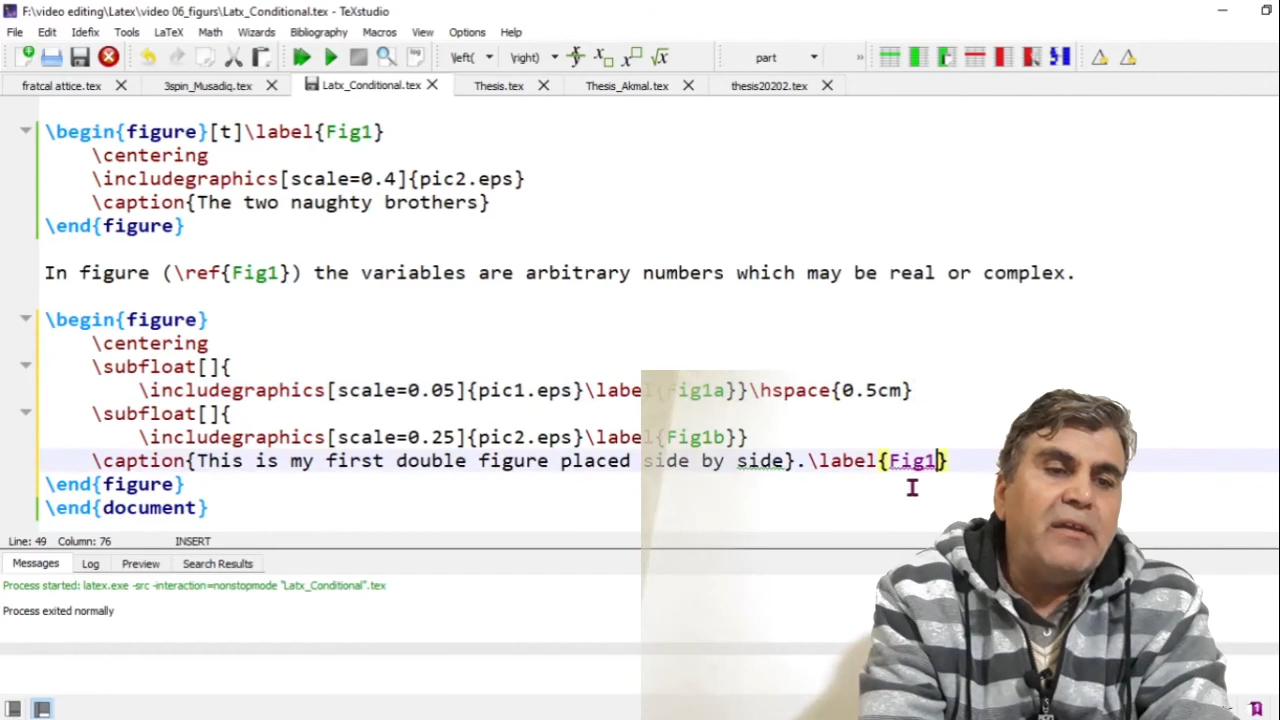 F:\video editing\Latex\video 06_figurs\Latx_Conditional.tex - TeXstudio
File Edit Idefix Tools LaTeX Math Wizards Bibliography Macros View Options Help
\left( \right) part »
fratcal attice.tex 3spin_Musadiq.tex Latx_Conditional.tex Thesis.tex Thesis_Akmal.tex thesis20202.tex
\begin{figure}[t]\label{Fig1}
\centering
\includegraphics[scale=0.4]{pic2.eps}
\caption{The two naughty brothers}
\end{figure}
In figure (\ref{Fig1}) the variables are arbitrary numbers which may be real or complex.
\begin{figure}
\centering
\subfloat[]{
\includegraphics[scale=0.05]{pic1.eps}\label{fig1a}}\hspace{0.5cm}
\subfloat[]{
\includegraphics[scale=0.25]{pic2.eps}\label{Fig1b}}
\caption{This is my first double figure placed side by side}.\label{Fig1}
\end{figure}
\end{document}
Line: 49 Column: 76 INSERT
Messages Log Preview Search Results
Process started: latex.exe -src -interaction=nonstopmode "Latx_Conditional".tex
Process exited normally